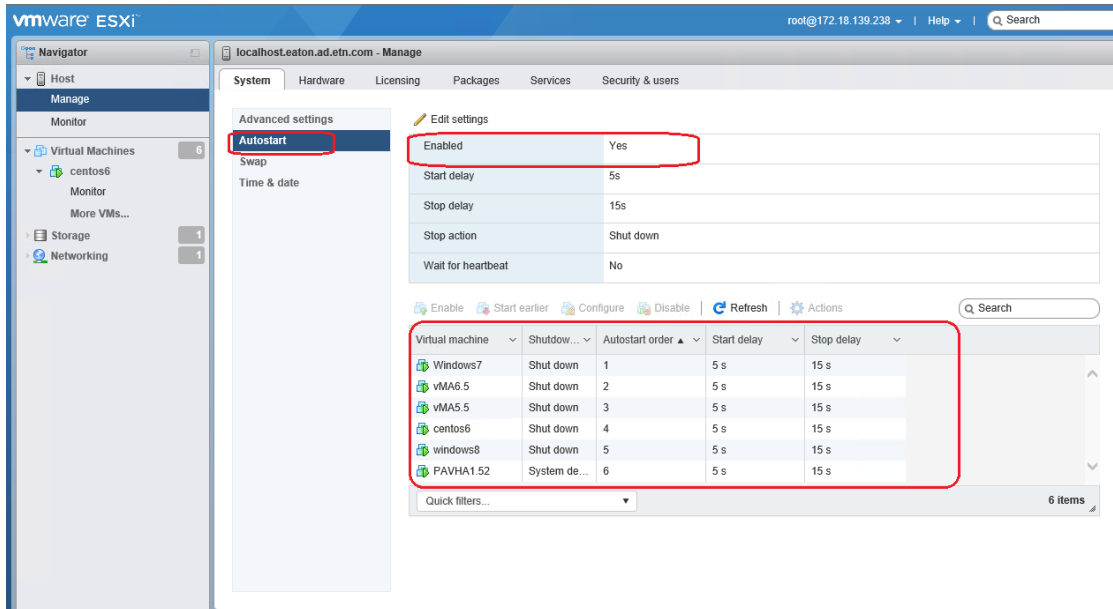 vmware ESXi
root@172.18.139.238 | Help | Search
Navigator
Host
Manage
Monitor
Virtual Machines 6
centos6
Monitor
More VMs...
Storage 1
Networking 1
localhost.eaton.ad.etn.com - Manage
System Hardware Licensing Packages Services Security & users
Advanced settings
Autostart
Swap
Time & date
Edit settings
Enabled Yes
Start delay 5s
Stop delay 15s
Stop action Shut down
Wait for heartbeat No
Enable Start earlier Configure Disable | Refresh | Actions Search
Virtual machine Shutdow... Autostart order ▲ Start delay Stop delay
Windows7 Shut down 1 5 s 15 s
vMA6.5 Shut down 2 5 s 15 s
vMA5.5 Shut down 3 5 s 15 s
centos6 Shut down 4 5 s 15 s
windows8 Shut down 5 5 s 15 s
PAVHA1.52 System de... 6 5 s 15 s
Quick filters... 6 items